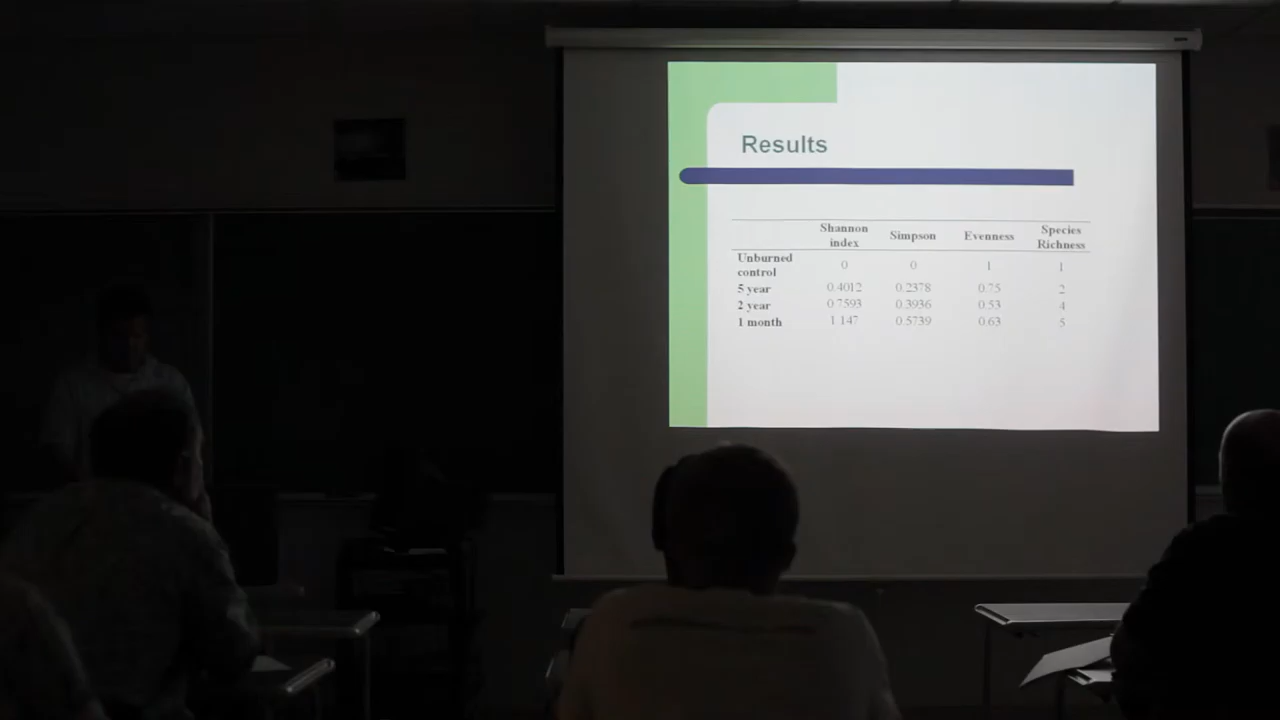 Results
Shannon index Simpson Evenness Species Richness
Unburned control 0 0 1 1
5 year 0.4012 0.2378 0.75 2
2 year 0.7593 0.3936 0.53 4
1 month 1.147 0.5739 0.63 5